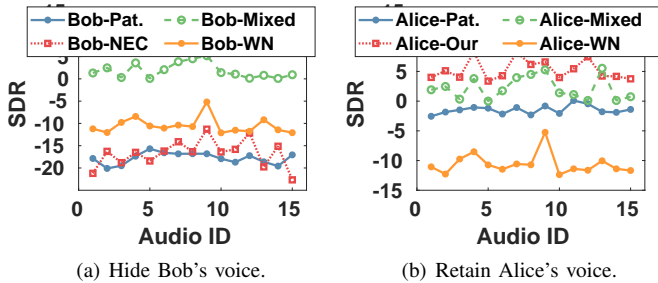 Bob-Pat. Bob-Mixed
Bob-NEC Bob-WN
SDR
5
0
-5
-10
-15
-20
0 5 10 15
Audio ID
(a) Hide Bob's voice.
Alice-Pat. Alice-Mixed
Alice-Our Alice-WN
SDR
5
0
-5
-10
-15
0 5 10 15
Audio ID
(b) Retain Alice's voice.